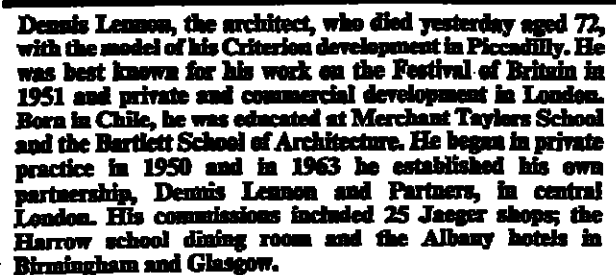 Dennis Lennon, the architect, who died yesterday aged 72,
with the model of his Criterion development in Piccadilly. He
was best known for his work on the Festival of Britain in
1951 and private and commercial development in London.
Born in Chile, he was educated at Merchant Taylors School
and the Bartlett School of Architecture. He began in private
practice in 1950 and in 1963 he established his own
partnership, Dennis Lennon and Partners, in central
London. His commissions included 25 Jaeger shops; the
Harrow school dining room and the Albany hotels in
Birmingham and Glasgow.